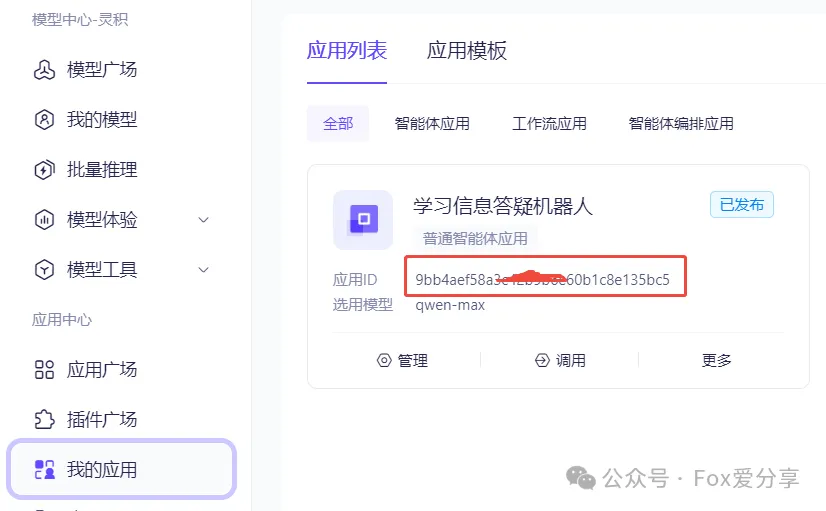 模型中心-灵积
模型广场
我的模型
批量推理
模型体验
模型工具
应用中心
应用广场
插件广场
我的应用
应用列表 应用模板
全部 智能体应用 工作流应用 智能体编排应用
学习信息答疑机器人 已发布
普通智能体应用
应用ID
选用模型 qwen-max
管理 调用 更多
公众号 · Fox爱分享